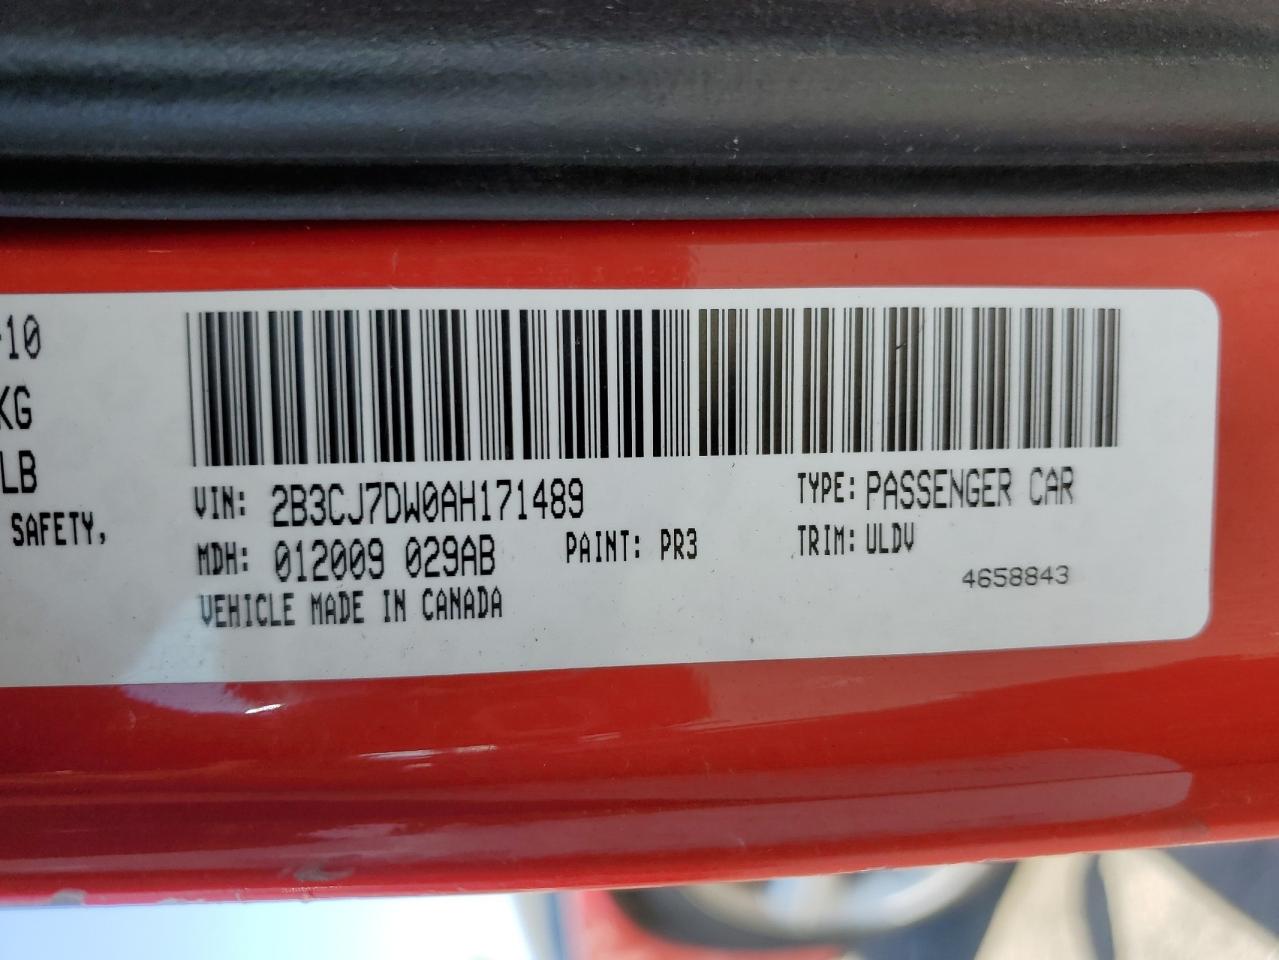 -10
KG
LB
SAFETY,
VIN: 2B3CJ7DW0AH171489
TYPE: PASSENGER CAR
MDH: 012009 029AB
PAINT: PR3
TRIM: ULDV
VEHICLE MADE IN CANADA
4658843